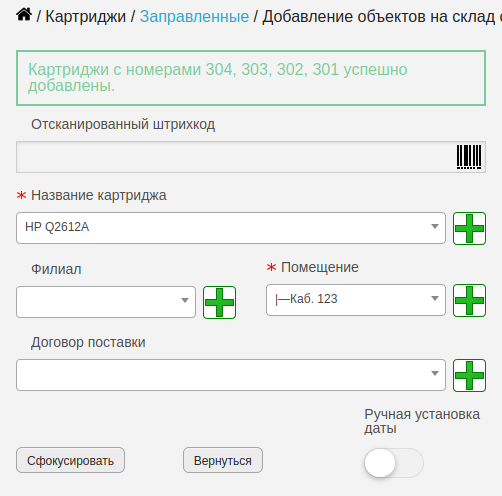 / Картриджи / Заправленные / Добавление объектов на склад
Картриджи с номерами 304, 303, 302, 301 успешно
добавлены.
Отсканированный штрихкод
* Название картриджа
HP Q2612A
Филиал
* Помещение
|—Каб. 123
Договор поставки
Ручная установка
даты
Сфокусировать
Вернуться